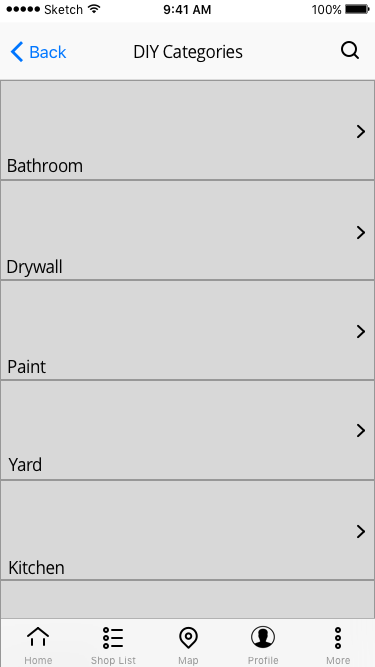 Sketch 9:41 AM 100%
Back DIY Categories
Bathroom
Drywall
Paint
Yard
Kitchen
Home Shop List Map Profile More